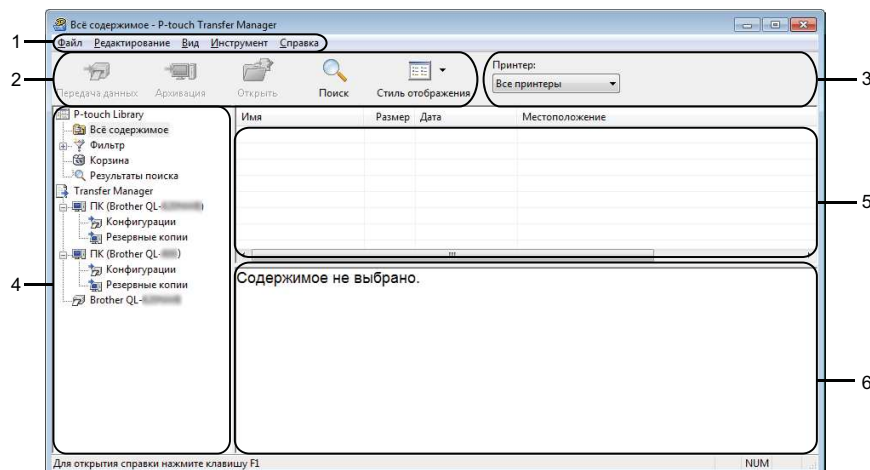 Всё содержимое - P-touch Transfer Manager
1
Файл Редактирование Вид Инструмент Справка
2
Передача данных Архивация Открыть Поиск Стиль отображения
Принтер:
Все принтеры
3
P-touch Library
Всё содержимое
Фильтр
Корзина
Результаты поиска
Transfer Manager
ПК (Brother QL-
Конфигурации
Резервные копии
ПК (Brother QL- )
Конфигурации
Резервные копии
Brother QL-
4
Имя Размер Дата Местоположение
5
Содержимое не выбрано.
6
Для открытия справки нажмите клавишу F1
NUM